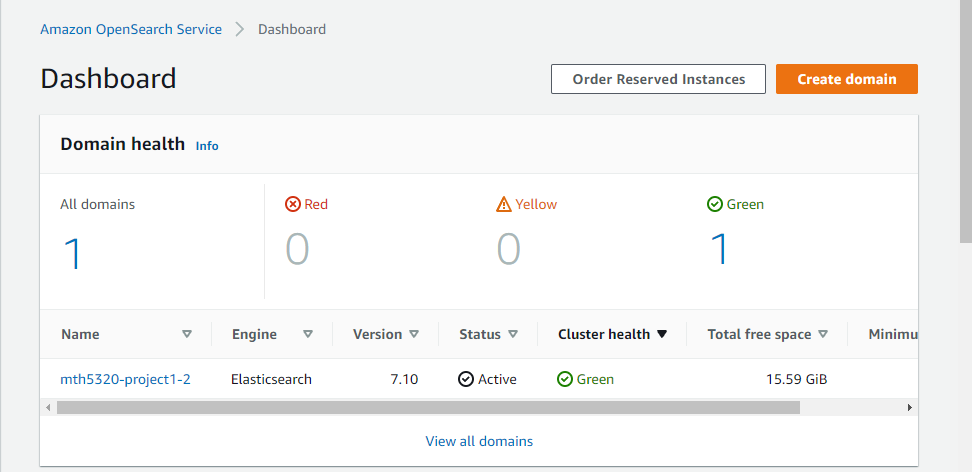 Amazon OpenSearch Service > Dashboard
Dashboard
Order Reserved Instances
Create domain
Domain health Info
All domains
1
Red
0
Yellow
0
Green
1
Name Engine Version Status Cluster health Total free space Minimu
mth5320-project1-2 Elasticsearch 7.10 Active Green 15.59 GiB
View all domains